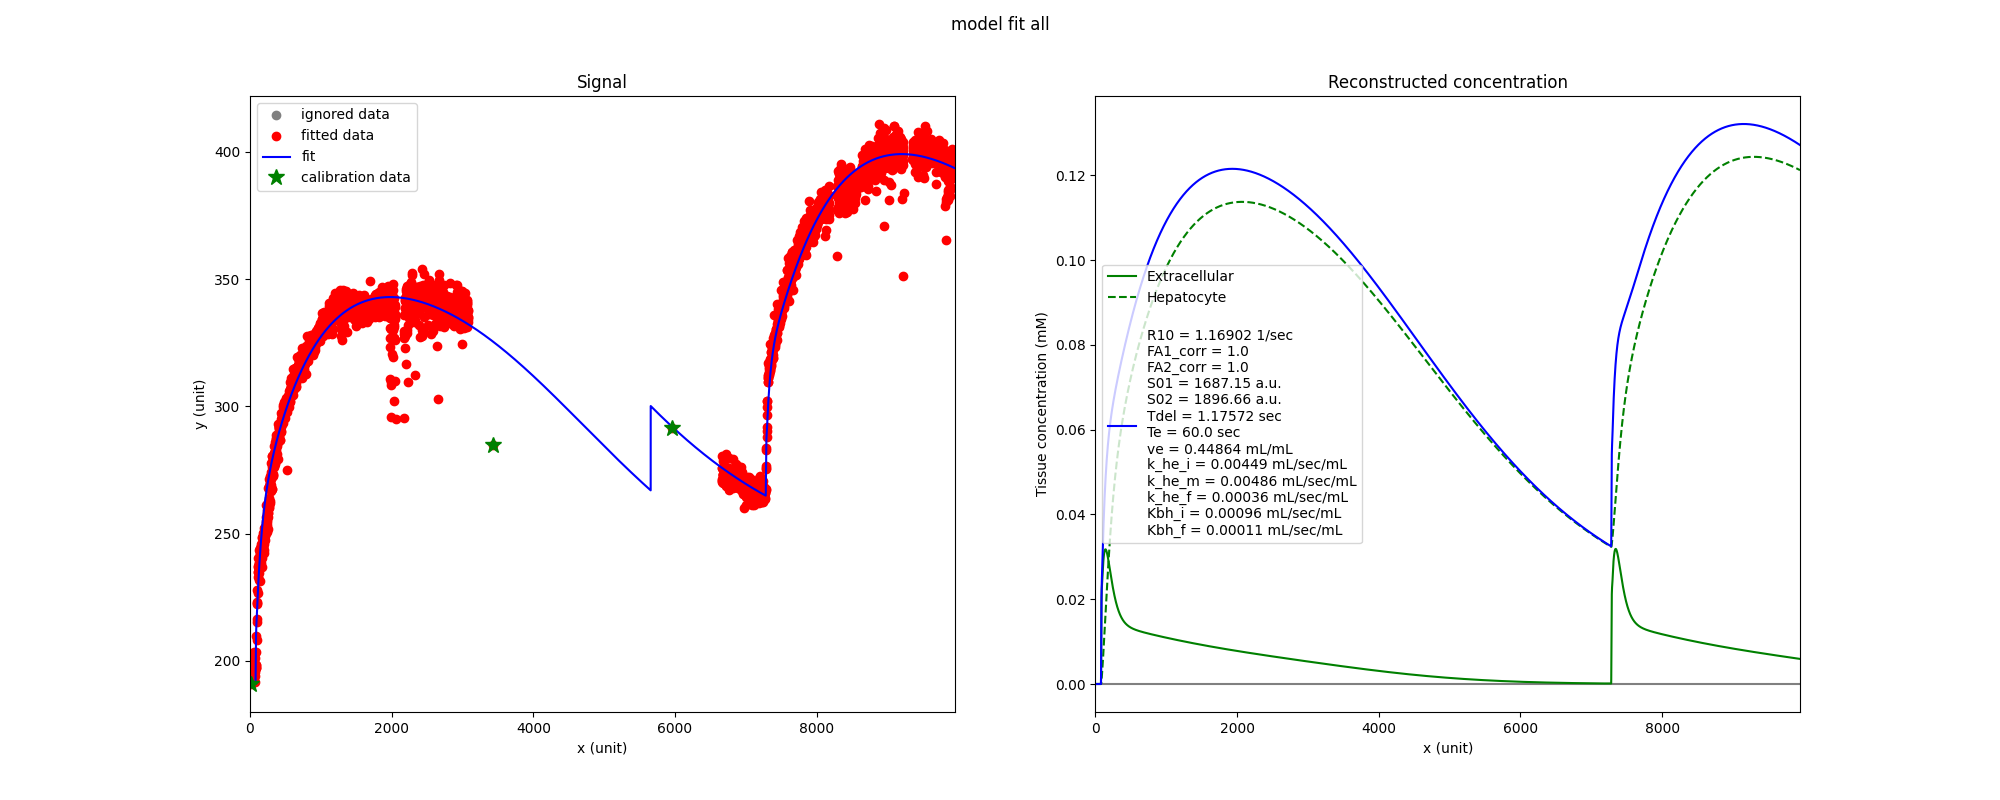 model fit all
Signal
ignored data
fitted data
fit
calibration data
400
350
300
250
200
y (unit)
0
2000
4000
6000
8000
x (unit)
Reconstructed concentration
Extracellular
Hepatocyte
R10 = 1.16902 1/sec
FA1_corr = 1.0
FA2_corr = 1.0
S01 = 1687.15 a.u.
S02 = 1896.66 a.u.
Tdel = 1.17572 sec
Te = 60.0 sec
ve = 0.44864 mL/mL
k_he_i = 0.00449 mL/sec/mL
k_he_m = 0.00486 mL/sec/mL
k_he_f = 0.00036 mL/sec/mL
Kbh_i = 0.00096 mL/sec/mL
Kbh_f = 0.00011 mL/sec/mL
0.12
0.10
0.08
0.06
0.04
0.02
0.00
Tissue concentration (mM)
0
2000
4000
6000
8000
x (unit)